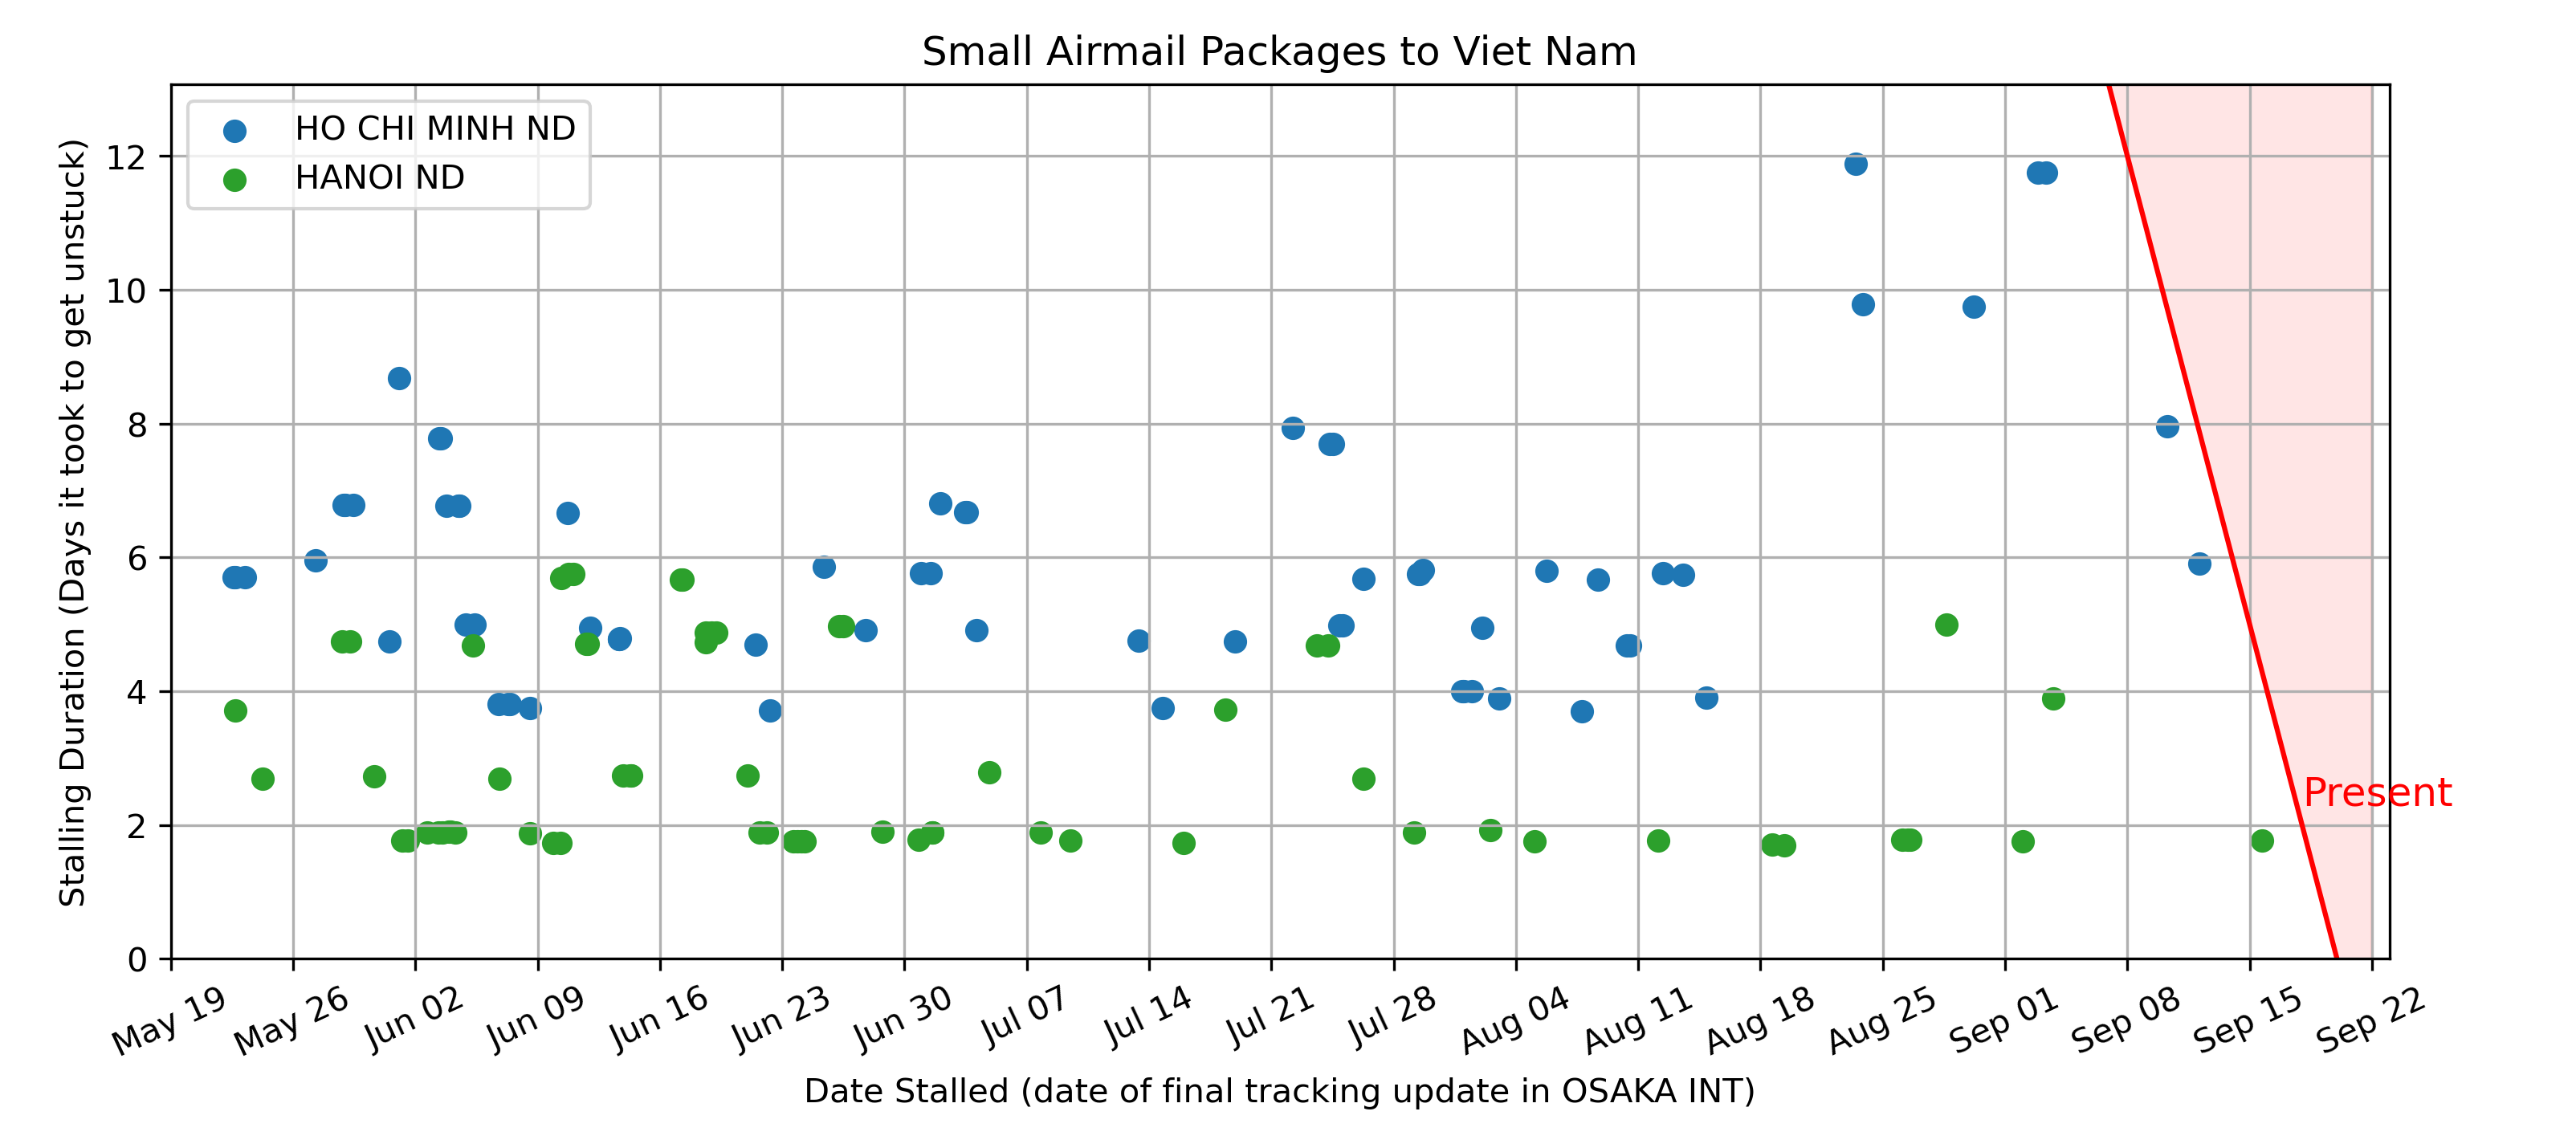 Small Airmail Packages to Viet Nam
HO CHI MINH ND
HANOI ND
Stalling Duration (Days it took to get unstuck)
12
10
8
6
4
2
0
Present
May 19
May 26
Jun 02
Jun 09
Jun 16
Jun 23
Jun 30
Jul 07
Jul 14
Jul 21
Jul 28
Aug 04
Aug 11
Aug 18
Aug 25
Sep 01
Sep 08
Sep 15
Sep 22
Date Stalled (date of final tracking update in OSAKA INT)